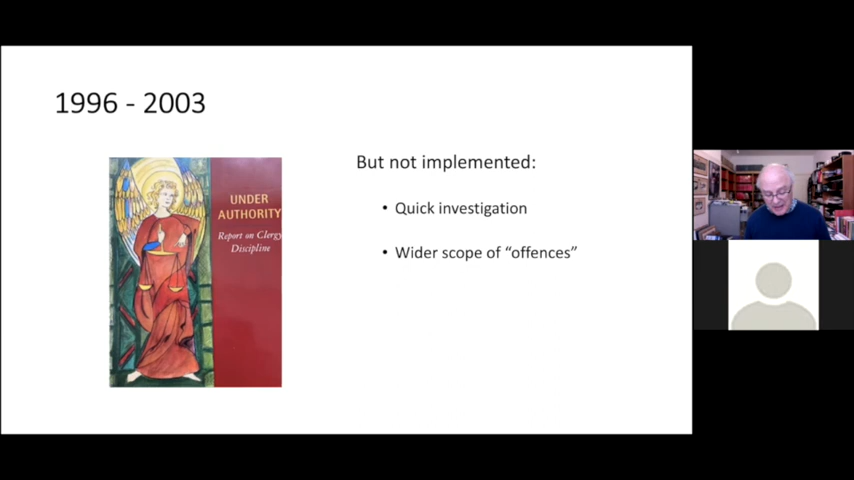 1996 - 2003
UNDER
AUTHORITY
Report on Clergy
Discipline
But not implemented:
• Quick investigation
• Wider scope of “offences”